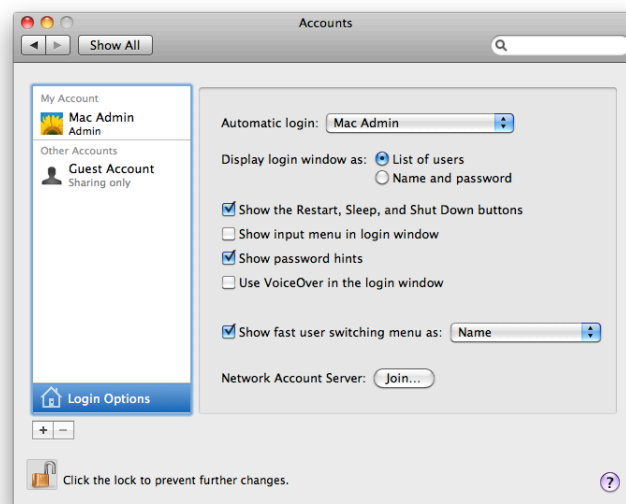 Accounts
Show All
My Account
Mac Admin
Admin
Other Accounts
Guest Account
Sharing only
Login Options
+ −
Automatic login: Mac Admin
Display login window as: List of users
Name and password
Show the Restart, Sleep, and Shut Down buttons
Show input menu in login window
Show password hints
Use VoiceOver in the login window
Show fast user switching menu as: Name
Network Account Server: Join...
Click the lock to prevent further changes.
?